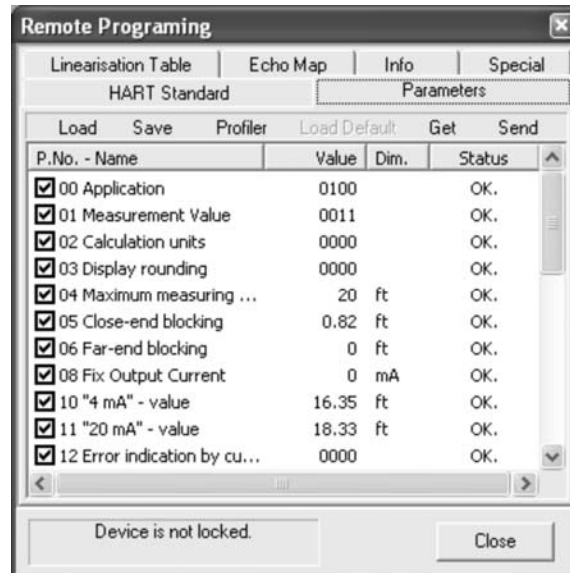 Remote Programing
Linearisation Table Echo Map Info Special
HART Standard Parameters
Load Save Profiler Load Default Get Send
P.No. - Name Value Dim. Status
00 Application 0100 OK.
01 Measurement Value 0011 OK.
02 Calculation units 0000 OK.
03 Display rounding 0000 OK.
04 Maximum measuring ... 20 ft OK.
05 Close-end blocking 0.82 ft OK.
06 Far-end blocking 0 ft OK.
08 Fix Output Current 0 mA OK.
10 "4 mA" - value 16.35 ft OK.
11 "20 mA" - value 18.33 ft OK.
12 Error indication by cu... 0000 OK.
Device is not locked. Close